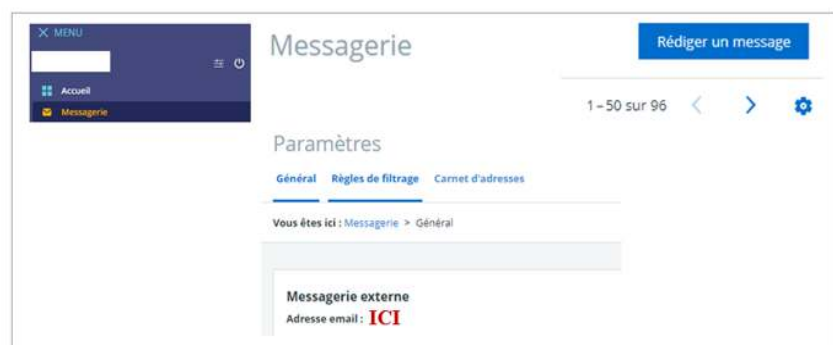 MENU
Accueil
Messagerie
Messagerie
Rédiger un message
1 – 50 sur 96
Paramètres
Général Règles de filtrage Carnet d'adresses
Vous êtes ici : Messagerie > Général
Messagerie externe
Adresse email : ICI